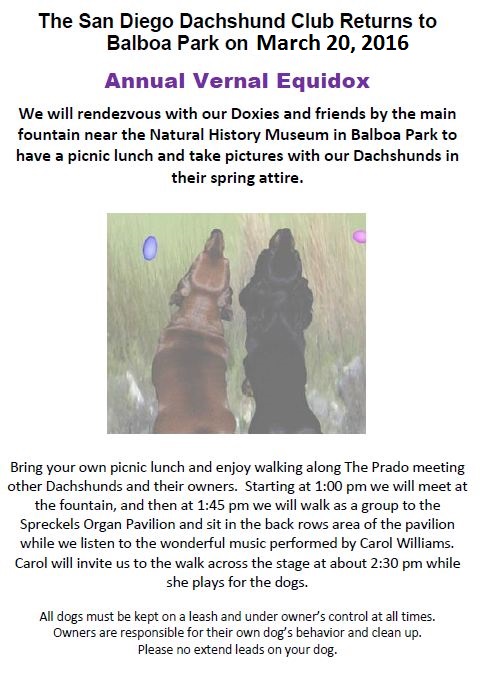 The San Diego Dachshund Club Returns to
Balboa Park on March 20, 2016
Annual Vernal Equidox
We will rendezvous with our Doxies and friends by the main
fountain near the Natural History Museum in Balboa Park to
have a picnic lunch and take pictures with our Dachshunds in
their spring attire.
Bring your own picnic lunch and enjoy walking along The Prado meeting
other Dachshunds and their owners.  Starting at 1:00 pm we will meet at
the fountain, and then at 1:45 pm we will walk as a group to the
Spreckels Organ Pavilion and sit in the back rows area of the pavilion
while we listen to the wonderful music performed by Carol Williams.
Carol will invite us to the walk across the stage at about 2:30 pm while
she plays for the dogs.
All dogs must be kept on a leash and under owner's control at all times.
Owners are responsible for their own dog's behavior and clean up.
Please no extend leads on your dog.